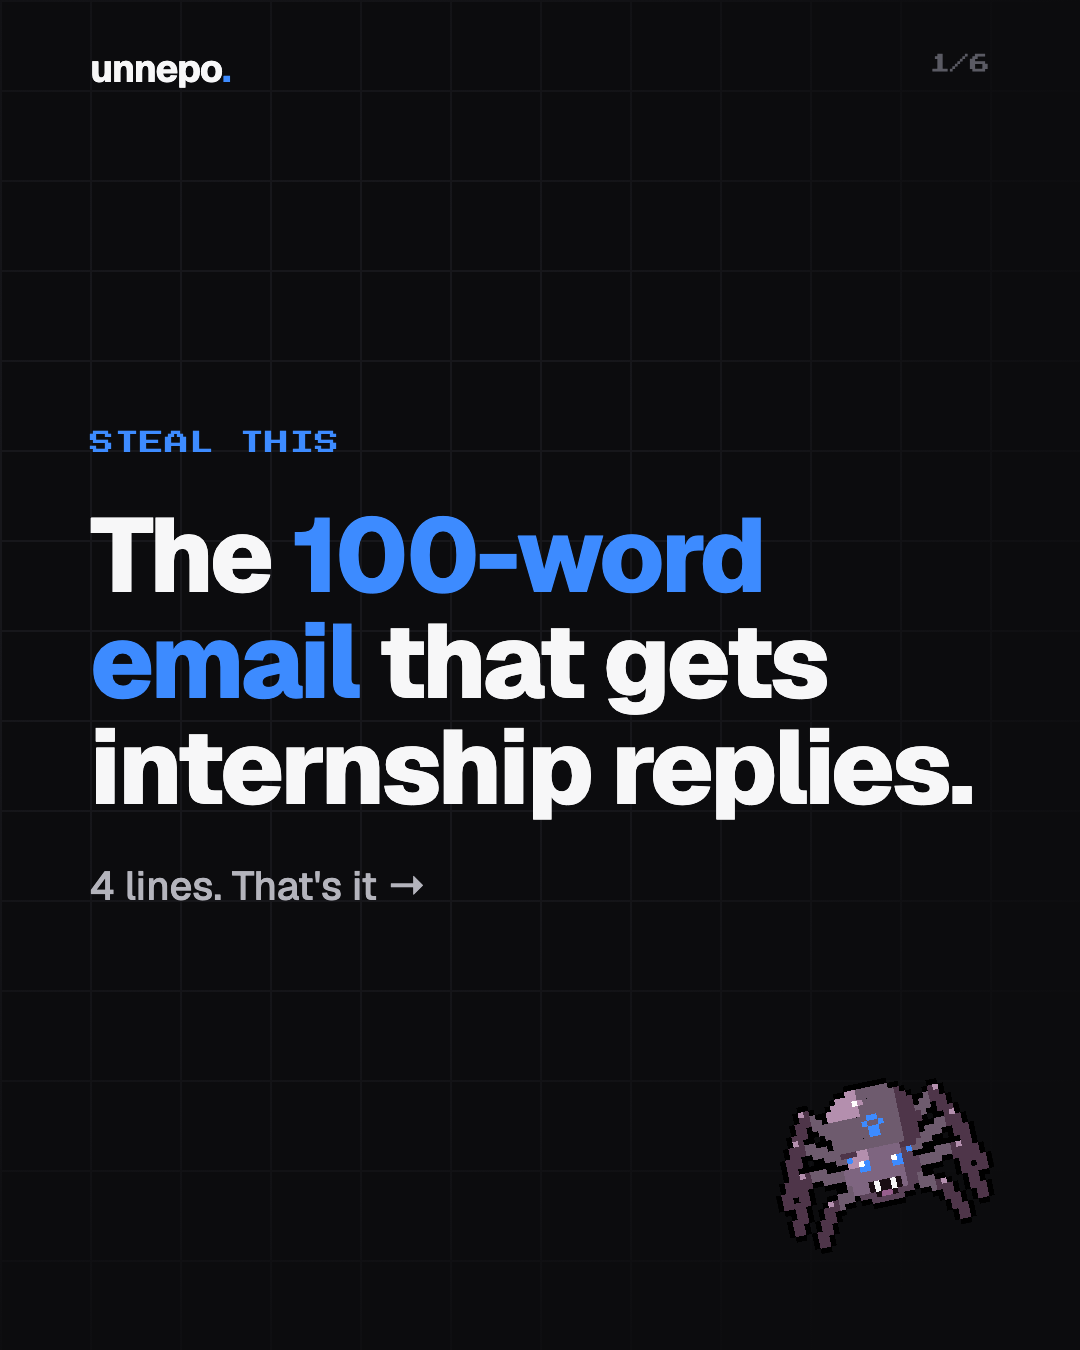 unnepo.
1/6
STEAL THIS
The 100-word
email that gets
internship replies.
4 lines. That's it →